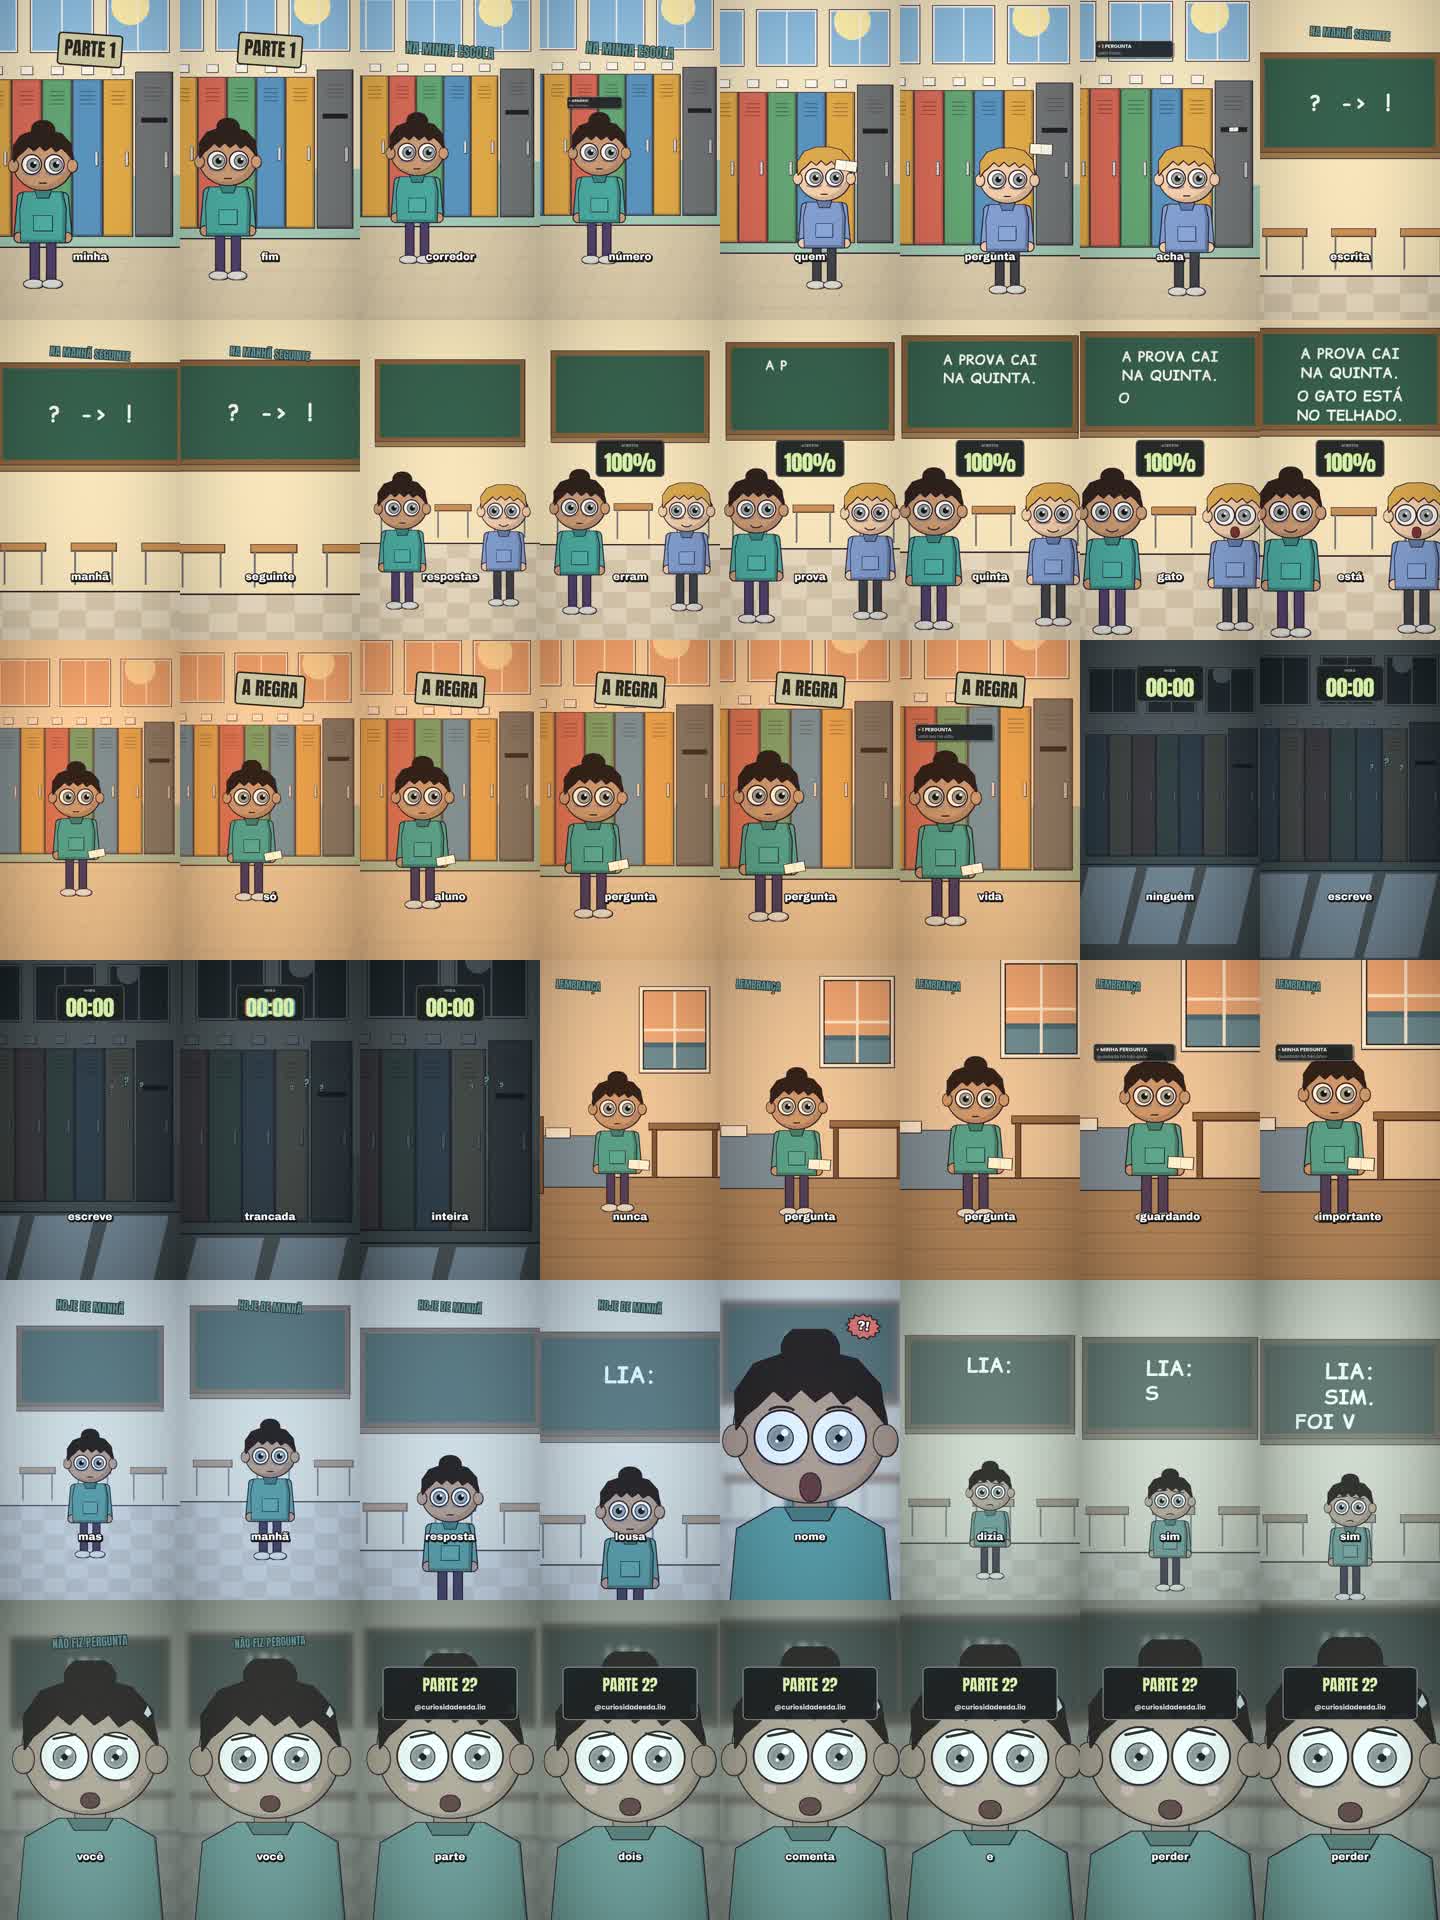 PARTE 1
minha
PARTE 1
fim
NA MINHA ESCOLA
corredor
NA MINHA ESCOLA
número
quem
pergunta
1 PERGUNTA
acha
NA MANHÃ SEGUINTE
? -> !
escrita
NA MANHÃ SEGUINTE
? -> !
manhã
NA MANHÃ SEGUINTE
? -> !
seguinte
respostas
100%
erram
A P
100%
prova
A PROVA CAI
NA QUINTA.
100%
quinta
A PROVA CAI
NA QUINTA.
O
100%
gato
A PROVA CAI
NA QUINTA.
O GATO ESTÁ
NO TELHADO.
100%
está
A REGRA
só
A REGRA
aluno
A REGRA
pergunta
A REGRA
pergunta
A REGRA
1 PERGUNTA
vida
00:00
ninguém
00:00
? ? ?
escreve
00:00
? ?
escreve
00:00
? ? ?
trancada
00:00
? ? ?
inteira
LEMBRANÇA
nunca
LEMBRANÇA
pergunta
LEMBRANÇA
pergunta
LEMBRANÇA
MINHA PERGUNTA
guardando
LEMBRANÇA
MINHA PERGUNTA
importante
HOJE DE MANHÃ
mas
HOJE DE MANHÃ
manhã
HOJE DE MANHÃ
resposta
HOJE DE MANHÃ
LIA:
lousa
?!
nome
LIA:
dizia
LIA:
S
sim
LIA:
SIM.
FOI V
sim
NÃO FIZ PERGUNTA
você
NÃO FIZ PERGUNTA
você
PARTE 2?
@curiosidadesda.lia
parte
PARTE 2?
@curiosidadesda.lia
dois
PARTE 2?
@curiosidadesda.lia
comenta
PARTE 2?
@curiosidadesda.lia
e
PARTE 2?
@curiosidadesda.lia
perder
PARTE 2?
@curiosidadesda.lia
perder